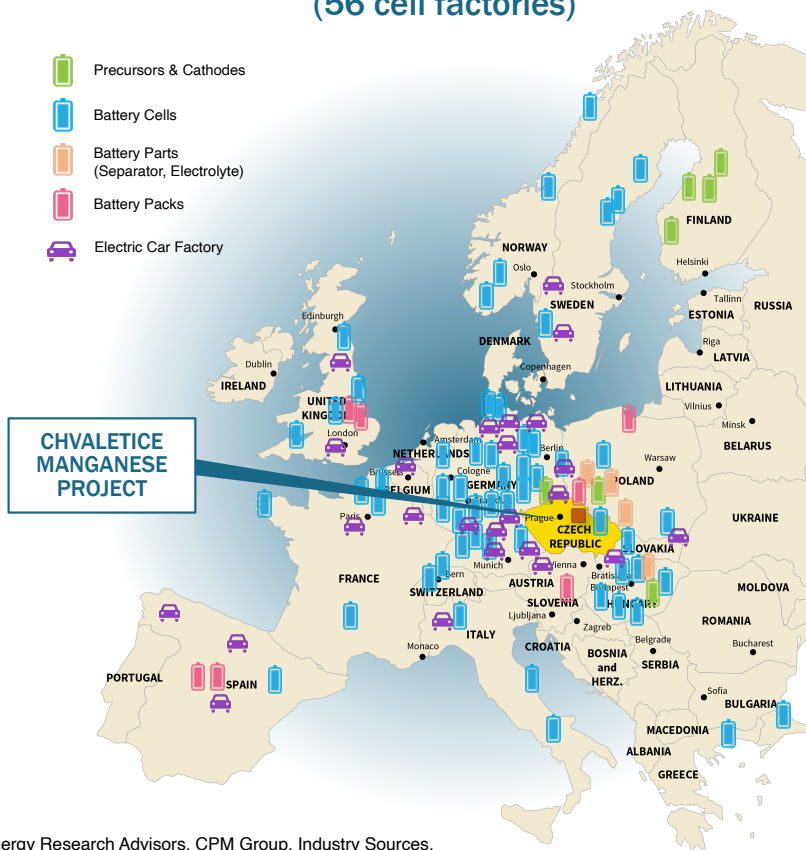 (56 cell factories)
Precursors & Cathodes
Battery Cells
Battery Parts
(Separator, Electrolyte)
Battery Packs
Electric Car Factory
FINLAND
NORWAY
Oslo
Helsinki
Stockholm
Tallinn
SWEDEN
ESTONIA
RUSSIA
Edinburgh
Riga
DENMARK
LATVIA
Dublin
Copenhagen
IRELAND
LITHUANIA
UNITED
KINGDOM
Vilnius
Minsk
London
CHVALETICE
MANGANESE
PROJECT
Amsterdam
NETHERLANDS
Berlin
BELARUS
Warsaw
Brussels
Cologne
BELGIUM
GERMANY
POLAND
Paris
Prague
CZECH
REPUBLIC
UKRAINE
SLOVAKIA
Munich
Vienna
Bratislava
FRANCE
Bern
SWITZERLAND
AUSTRIA
Budapest
HUNGARY
MOLDOVA
SLOVENIA
Ljubljana
Zagreb
ROMANIA
ITALY
CROATIA
Belgrade
Monaco
BOSNIA
and
HERZ.
SERBIA
Bucharest
PORTUGAL
SPAIN
Sofia
BULGARIA
MACEDONIA
ALBANIA
GREECE
nergy Research Advisors, CPM Group, Industry Sources.